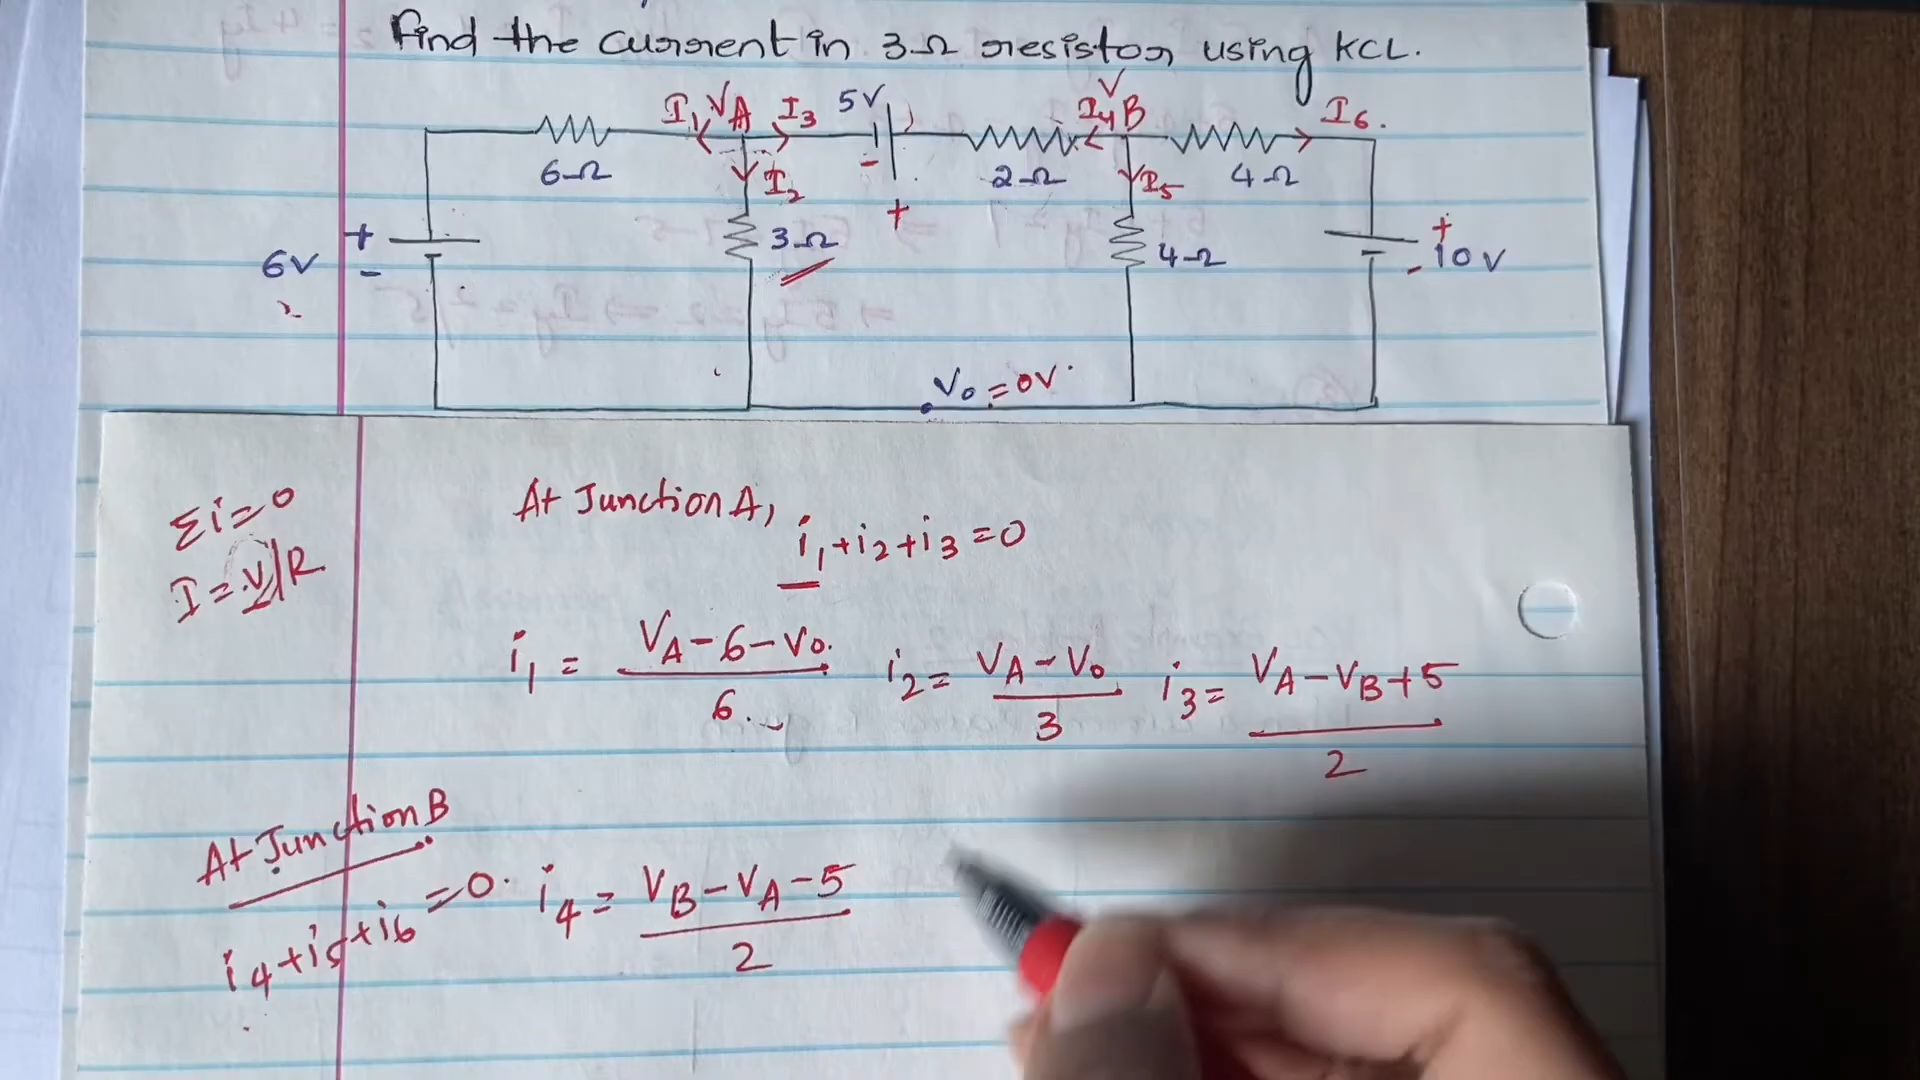 Find the current in 3Ω resistor using KCL.
I₁ VA I₃ 5V I₄ VB I₆.
6Ω - I₂ 2Ω I₅ 4Ω
+ 3Ω + 4Ω +
6V - - 10V
V₀ = 0V.
Σi=0
I = V/R
At Junction A,
i₁+i₂+i₃=0
i₁ = (VA-6-V₀.)/6. i₂ = (VA-V₀)/3 i₃ = (VA-VB+5)/2
At Junction B
i₄+i₅+i₆=0. i₄ = (VB-VA-5)/2